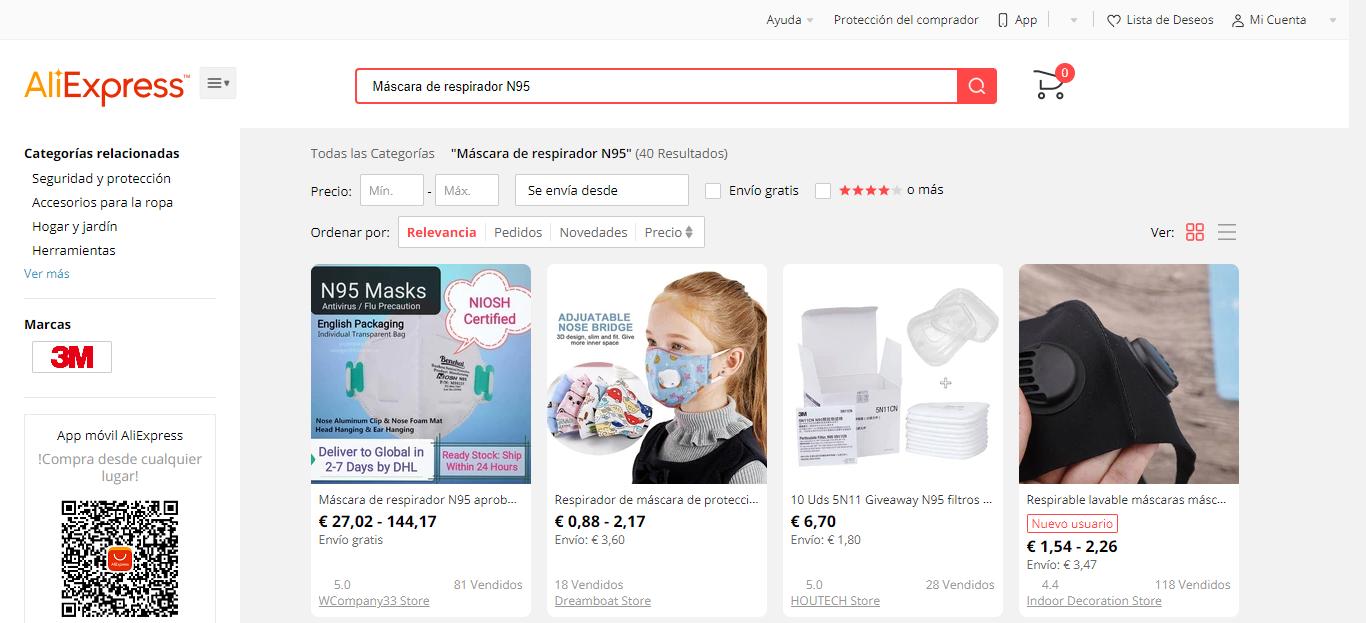 Ayuda
Protección del comprador
App
Lista de Deseos
Mi Cuenta
AliExpress™
Máscara de respirador N95
0
Categorías relacionadas
Seguridad y protección
Accesorios para la ropa
Hogar y jardín
Herramientas
Ver más
Marcas
3M
App móvil AliExpress
!Compra desde cualquier
lugar!
AliExpress
Todas las Categorías "Máscara de respirador N95" (40 Resultados)
Precio: Mín. - Máx. Se envía desde Envío gratis o más
Ordenar por: Relevancia Pedidos Novedades Precio
Ver:
N95 Masks
Antivirus / Flu Precaution
NIOSH
Certified
English Packaging
Individual Transparent Bag
Benehal
NIOSH N95
Nose Aluminum Clip & Nose Foam Mat
Head Hanging & Ear Hanging
Deliver to Global in
2-7 Days by DHL
Ready Stock: Ship
Within 24 Hours
Máscara de respirador N95 aprob...
€ 27,02 - 144,17
Envío gratis
5.0 81 Vendidos
WCompany33 Store
ADJUATABLE
NOSE BRIDGE
3D design, slim and fit. Give
more inner space
Respirador de máscara de protecci...
€ 0,88 - 2,17
Envío: € 3,60
18 Vendidos
Dreamboat Store
3M
5N11CN
5N11CN
10 Uds 5N11 Giveaway N95 filtros ...
€ 6,70
Envío: € 1,80
5.0 28 Vendidos
HOUTECH Store
Respirable lavable máscaras másc...
Nuevo usuario
€ 1,54 - 2,26
Envío: € 3,47
4.4 118 Vendidos
Indoor Decoration Store